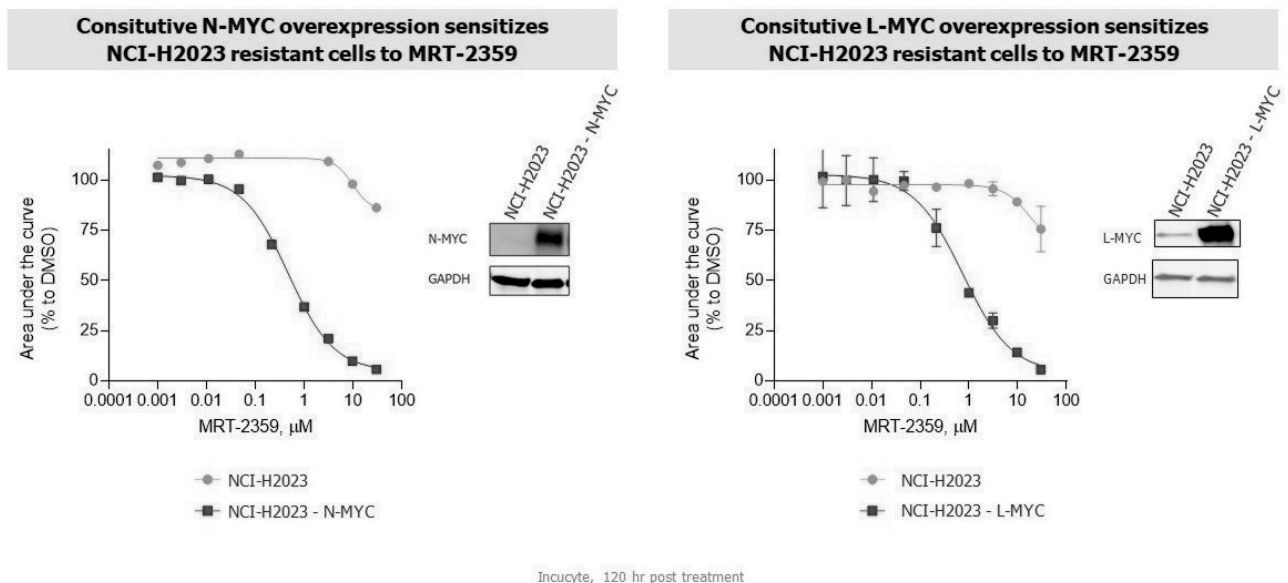 Consitutive N-MYC overexpression sensitizes
NCI-H2023 resistant cells to MRT-2359
100
75
50
25
0
Area under the curve
(% to DMSO)
0.0001 0.001 0.01 0.1 1 10 100
MRT-2359, μM
NCI-H2023
NCI-H2023 - N-MYC
N-MYC
GAPDH
NCI-H2023
NCI-H2023 - N-MYC
Consitutive L-MYC overexpression sensitizes
NCI-H2023 resistant cells to MRT-2359
100
75
50
25
0
Area under the curve
(% to DMSO)
0.0001 0.001 0.01 0.1 1 10 100
MRT-2359, μM
NCI-H2023
NCI-H2023 - L-MYC
L-MYC
GAPDH
NCI-H2023
NCI-H2023 - L-MYC
Incucyte, 120 hr post treatment